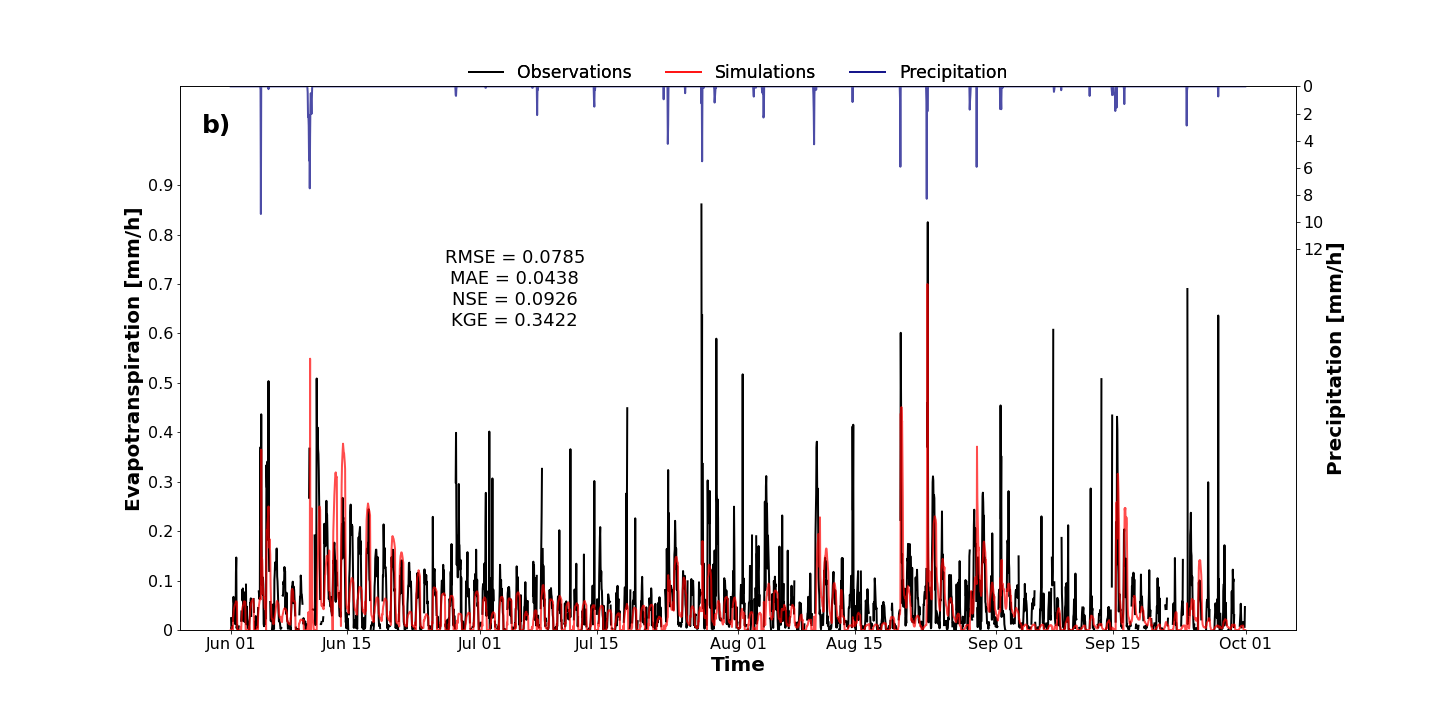 Observations Simulations Precipitation
b)
RMSE = 0.0785
MAE = 0.0438
NSE = 0.0926
KGE = 0.3422
Evapotranspiration [mm/h]
0.9
0.8
0.7
0.6
0.5
0.4
0.3
0.2
0.1
0
0
2
4
6
8
10
12
Precipitation [mm/h]
Jun 01 Jun 15 Jul 01 Jul 15 Aug 01 Aug 15 Sep 01 Sep 15 Oct 01
Time